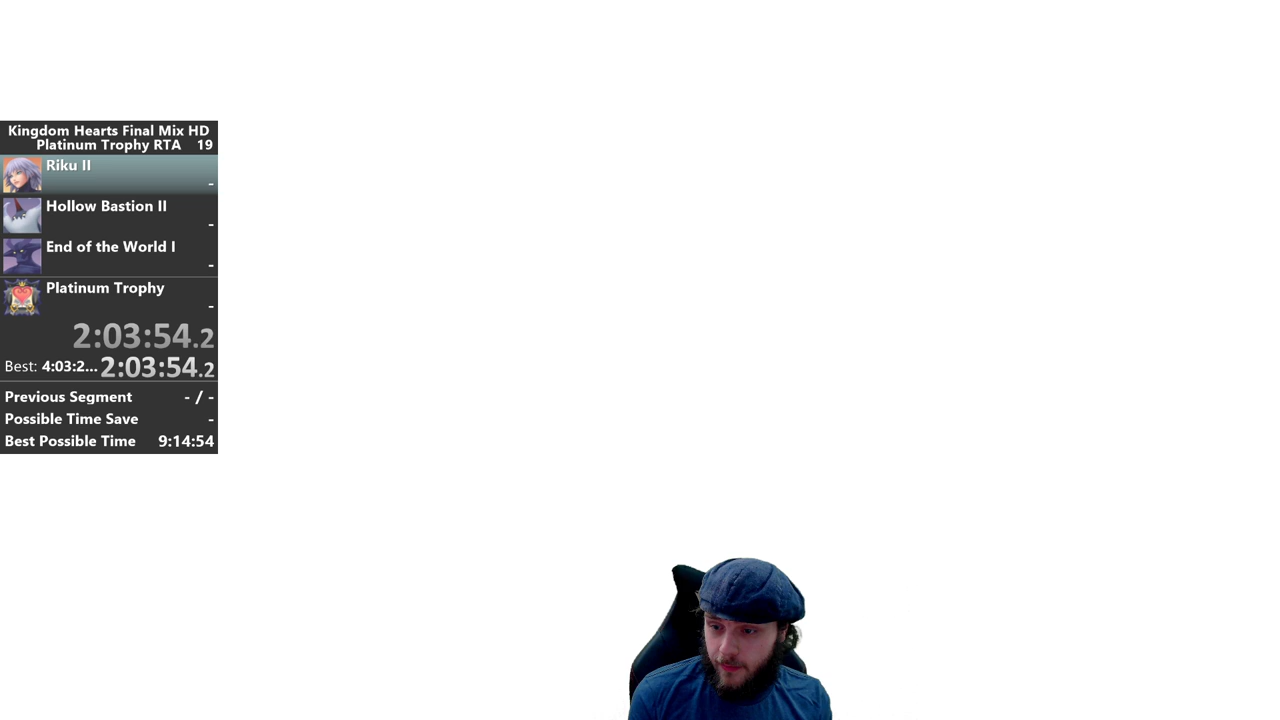 Kingdom Hearts Final Mix HD
Platinum Trophy RTA 19
Riku II
-
Hollow Bastion II
-
End of the World I
-
Platinum Trophy
-
2:03:54.2
Best: 4:03:2... 2:03:54.2
Previous Segment - / -
Possible Time Save -
Best Possible Time 9:14:54